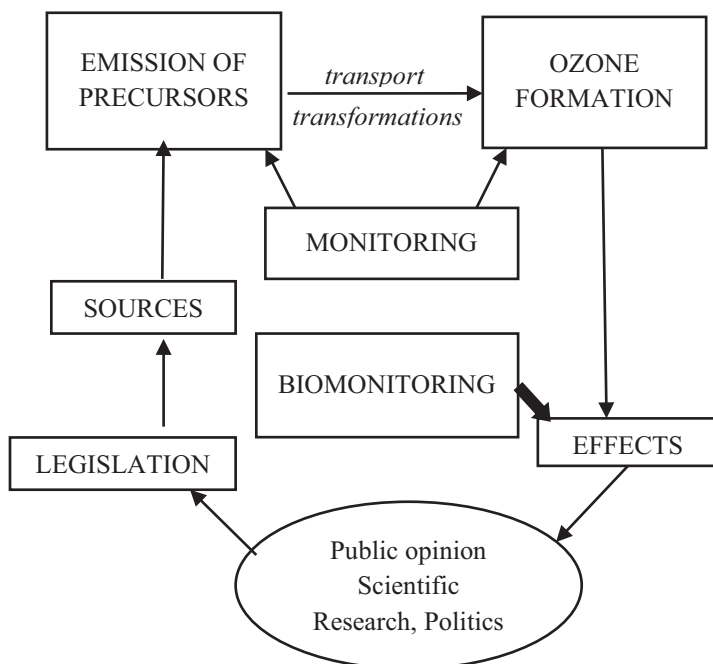 EMISSION OF
PRECURSORS
transport
transformations
OZONE
FORMATION
MONITORING
SOURCES
BIOMONITORING
LEGISLATION
EFFECTS
Public opinion
Scientific
Research, Politics